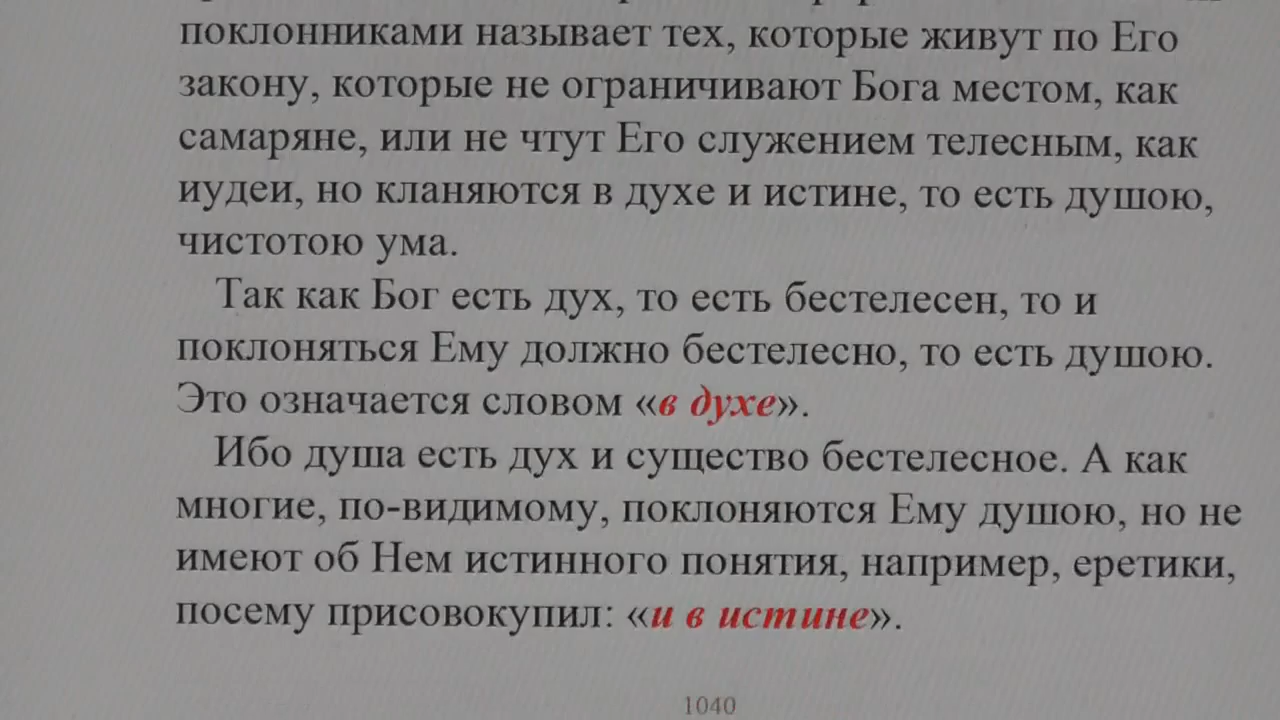 поклонниками называет тех, которые живут по Его
закону, которые не ограничивают Бога местом, как
самаряне, или не чтут Его служением телесным, как
иудеи, но кланяются в духе и истине, то есть душою,
чистотою ума.
Так как Бог есть дух, то есть бестелесен, то и
поклоняться Ему должно бестелесно, то есть душою.
Это означается словом «в духе».
Ибо душа есть дух и существо бестелесное. А как
многие, по-видимому, поклоняются Ему душою, но не
имеют об Нем истинного понятия, например, еретики,
посему присовокупил: «и в истине».
1040